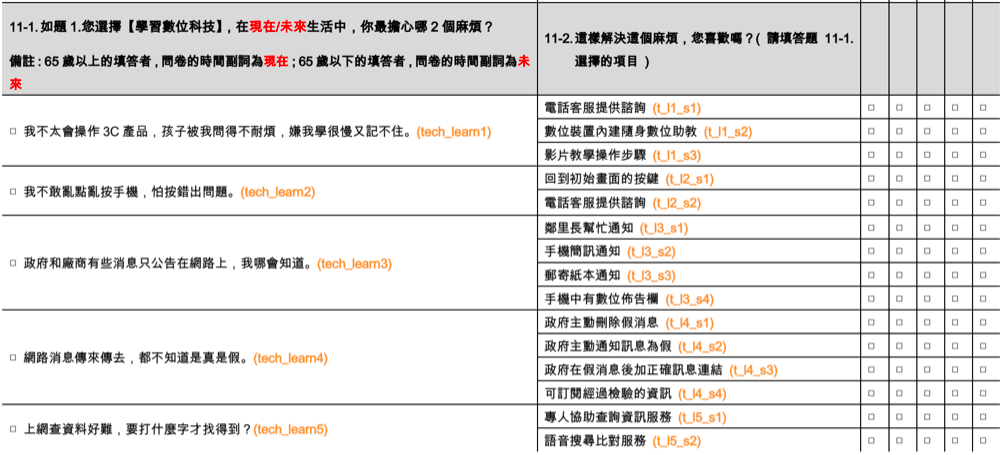 11-1.如題 1.您選擇【學習數位科技】，在現在/未來生活中，你最擔心哪 2 個麻煩？
備註：65 歲以上的填答者，問卷的時間副詞為現在；65 歲以下的填答者，問卷的時間副詞為未
來
11-2.這樣解決這個麻煩，您喜歡嗎？( 請填答題 11-1.
選擇的項目 )
□ 我不太會操作 3C 產品，孩子被我問得不耐煩，嫌我學很慢又記不住。(tech_learn1)
電話客服提供諮詢 (t_l1_s1) □ □ □ □ □
數位裝置內建隨身數位助教 (t_l1_s2) □ □ □ □ □
影片教學操作步驟 (t_l1_s3) □ □ □ □ □
□ 我不敢亂點亂按手機，怕按錯出問題。(tech_learn2)
回到初始畫面的按鍵 (t_l2_s1) □ □ □ □ □
電話客服提供諮詢 (t_l2_s2) □ □ □ □ □
□ 政府和廠商有些消息只公告在網路上，我哪會知道。(tech_learn3)
鄰里長幫忙通知 (t_l3_s1) □ □ □ □ □
手機簡訊通知 (t_l3_s2) □ □ □ □ □
郵寄紙本通知 (t_l3_s3) □ □ □ □ □
手機中有數位佈告欄 (t_l3_s4) □ □ □ □ □
□ 網路消息傳來傳去，都不知道是真是假。(tech_learn4)
政府主動刪除假消息 (t_l4_s1) □ □ □ □ □
政府主動通知訊息為假 (t_l4_s2) □ □ □ □ □
政府在假消息後加正確訊息連結 (t_l4_s3) □ □ □ □ □
可訂閱經過檢驗的資訊 (t_l4_s4) □ □ □ □ □
□ 上網查資料好難，要打什麼字才找得到？(tech_learn5)
專人協助查詢資訊服務 (t_l5_s1) □ □ □ □ □
語音搜尋比對服務 (t_l5_s2) □ □ □ □ □